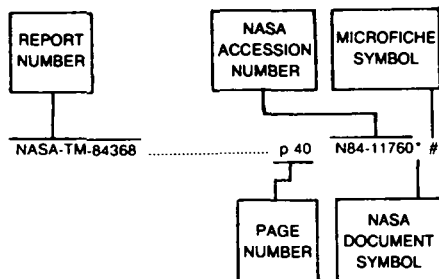 REPORT
NUMBER
NASA
ACCESSION
NUMBER
MICROFICHE
SYMBOL
NASA-TM-84368 ........................ p 40 N84-11760* #
PAGE
NUMBER
NASA
DOCUMENT
SYMBOL